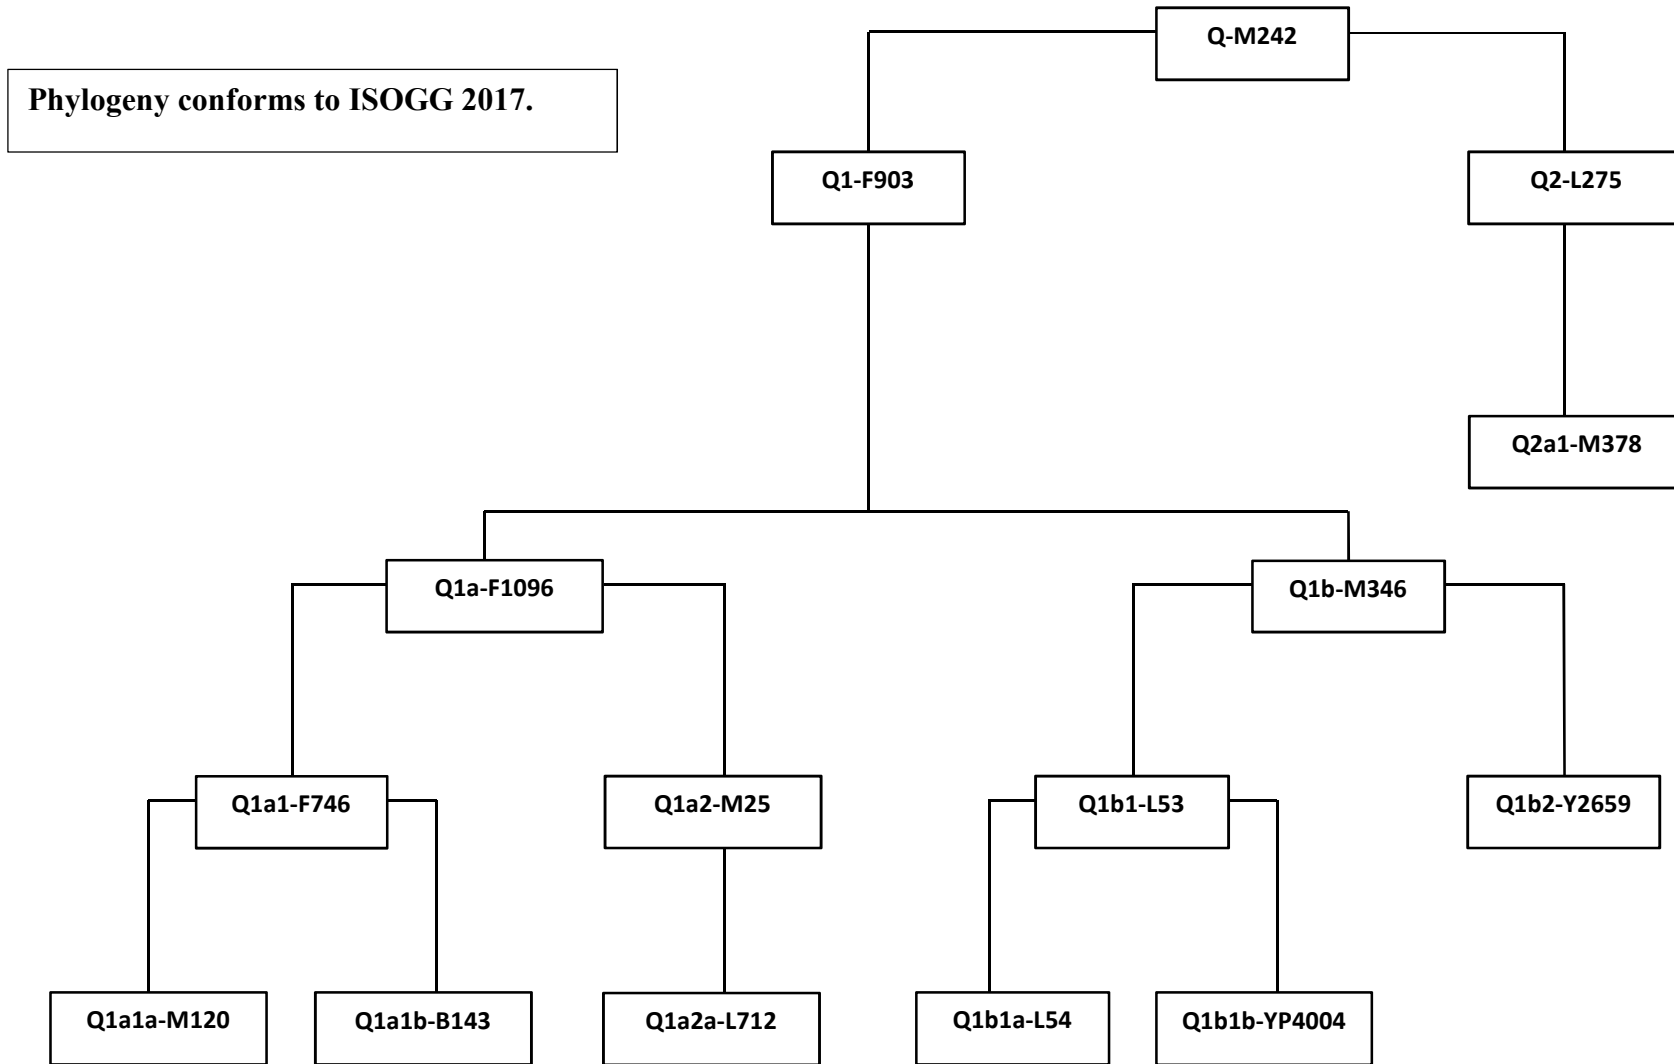 Q-M242
Phylogeny conforms to ISOGG 2017.
Q1-F903
Q2-L275
Q2a1-M378
Q1a-F1096
Q1b-M346
Q1a1-F746
Q1a2-M25
Q1b1-L53
Q1b2-Y2659
Q1a1a-M120
Q1a1b-B143
Q1a2a-L712
Q1b1a-L54
Q1b1b-YP4004